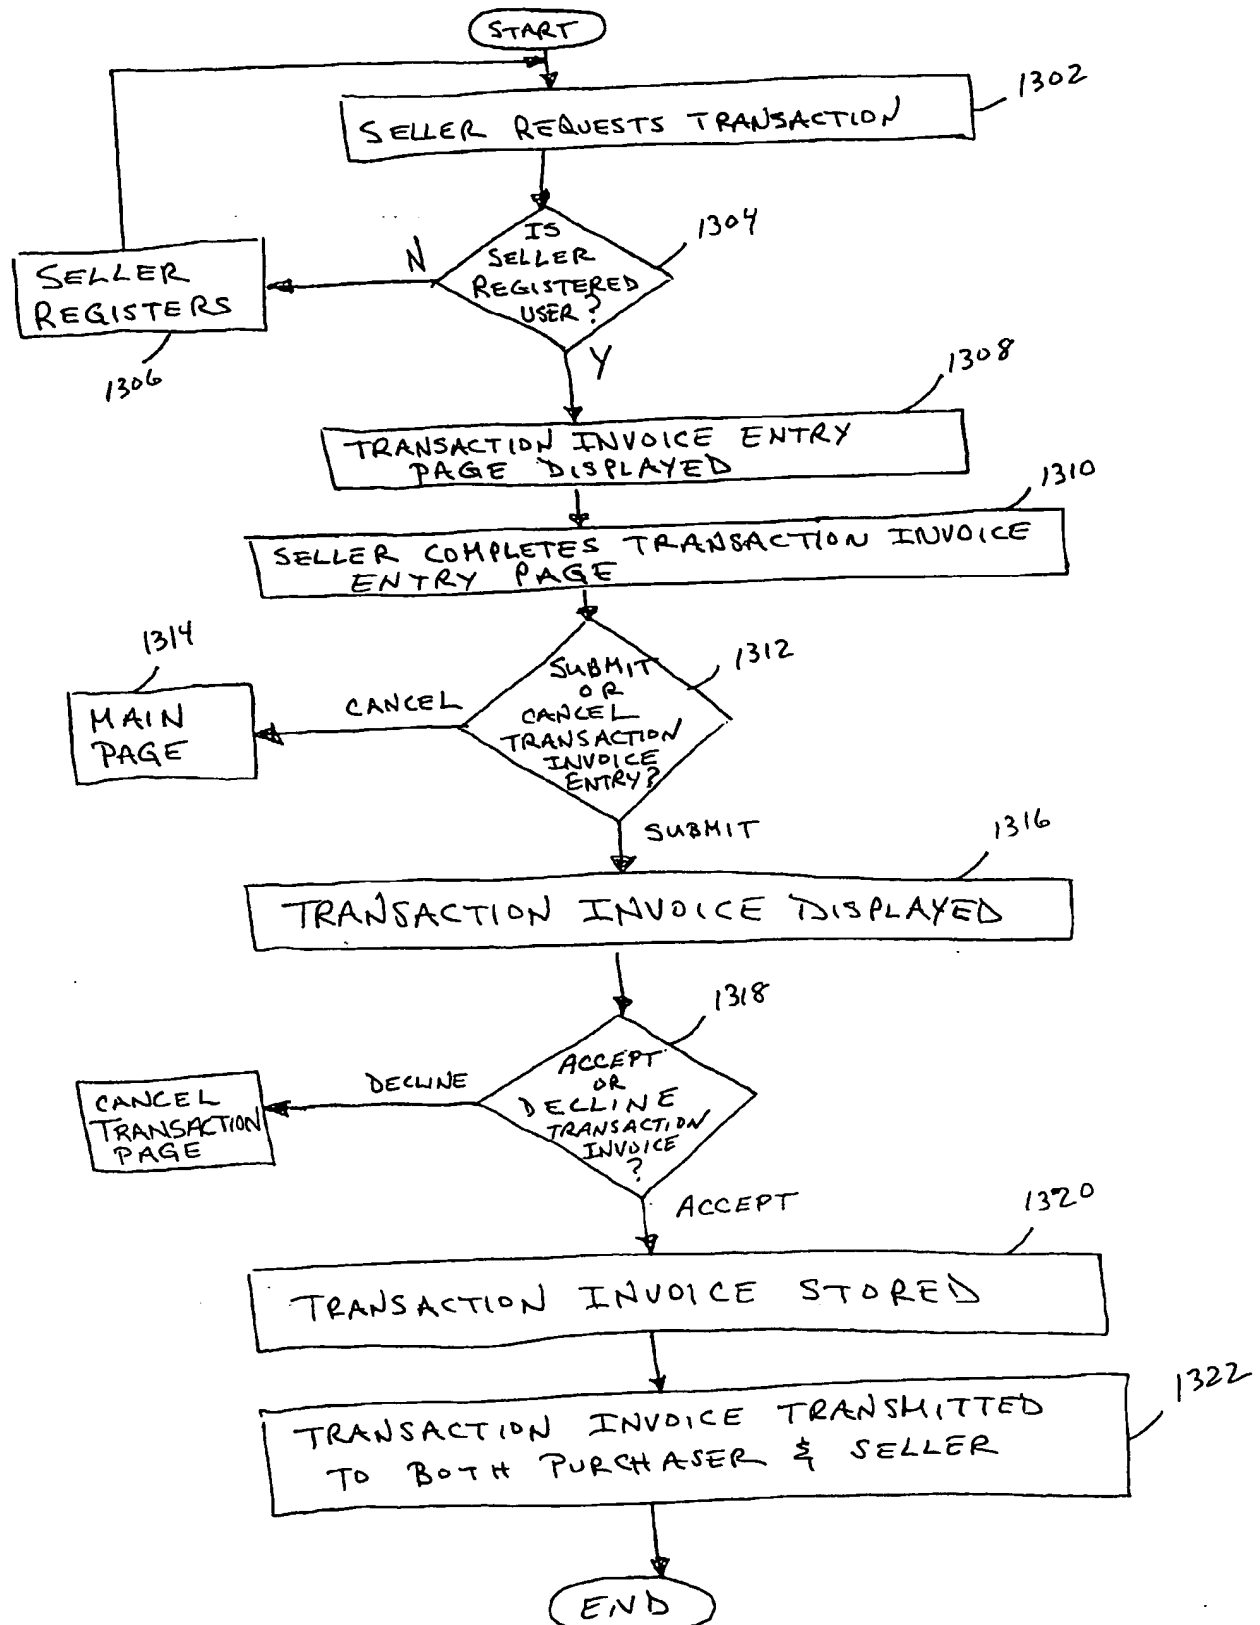 START
1302
SELLER REQUESTS TRANSACTION
1304
IS
SELLER
REGISTERED
USER?
N
SELLER
REGISTERS
1306
Y
1308
TRANSACTION INVOICE ENTRY
PAGE DISPLAYED
1310
SELLER COMPLETES TRANSACTION INVOICE
ENTRY PAGE
1312
SUBMIT
OR
CANCEL
TRANSACTION
INVOICE
ENTRY?
CANCEL
1314
MAIN
PAGE
SUBMIT
1316
TRANSACTION INVOICE DISPLAYED
1318
ACCEPT
OR
DECLINE
TRANSACTION
INVOICE
?
DECLINE
CANCEL
TRANSACTION
PAGE
ACCEPT
1320
TRANSACTION INVOICE STORED
1322
TRANSACTION INVOICE TRANSMITTED
TO BOTH PURCHASER & SELLER
END